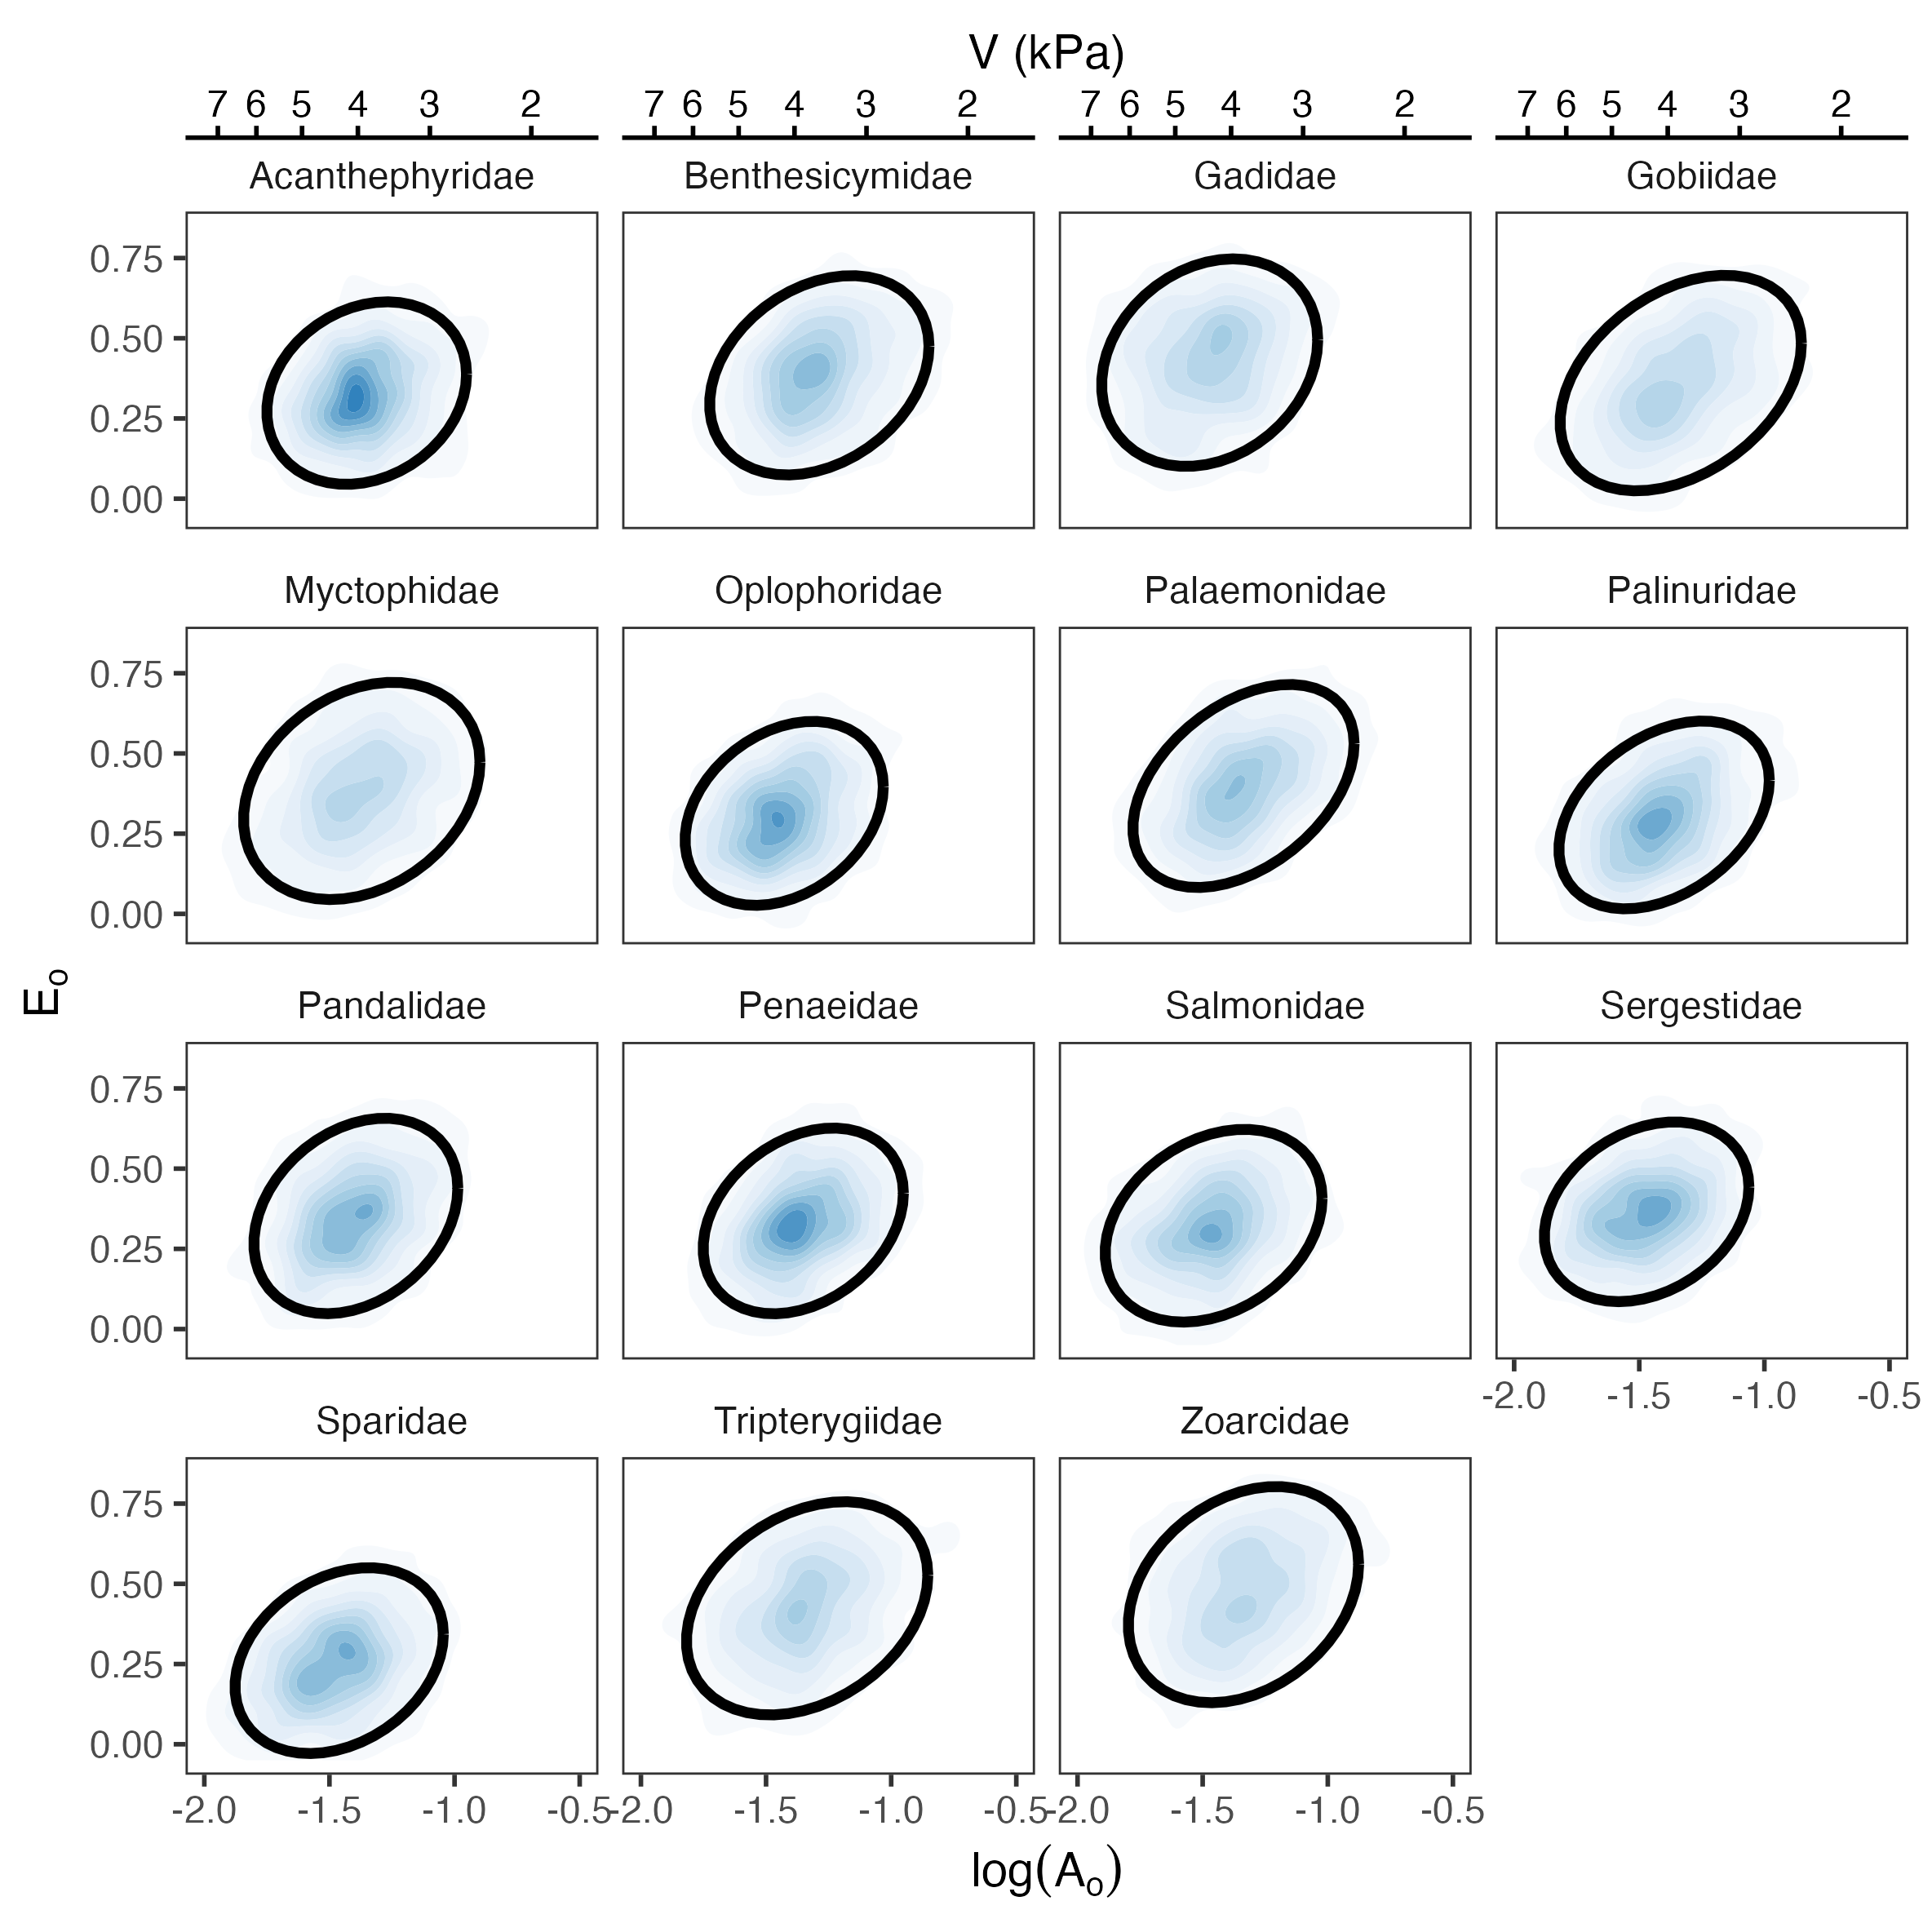 V (kPa)
7 6 5 4 3 2 7 6 5 4 3 2 7 6 5 4 3 2 7 6 5 4 3 2
Acanthephyridae Benthesicymidae Gadidae Gobiidae
0.75
0.50
0.25
0.00
Myctophidae Oplophoridae Palaemonidae Palinuridae
0.75
0.50
0.25
0.00
Eo
Pandalidae Penaeidae Salmonidae Sergestidae
0.75
0.50
0.25
0.00
-2.0 -1.5 -1.0 -0.5
Sparidae Tripterygiidae Zoarcidae
0.75
0.50
0.25
0.00
-2.0 -1.5 -1.0 -0.5 -2.0 -1.5 -1.0 -0.5 -2.0 -1.5 -1.0 -0.5
log(Ao)